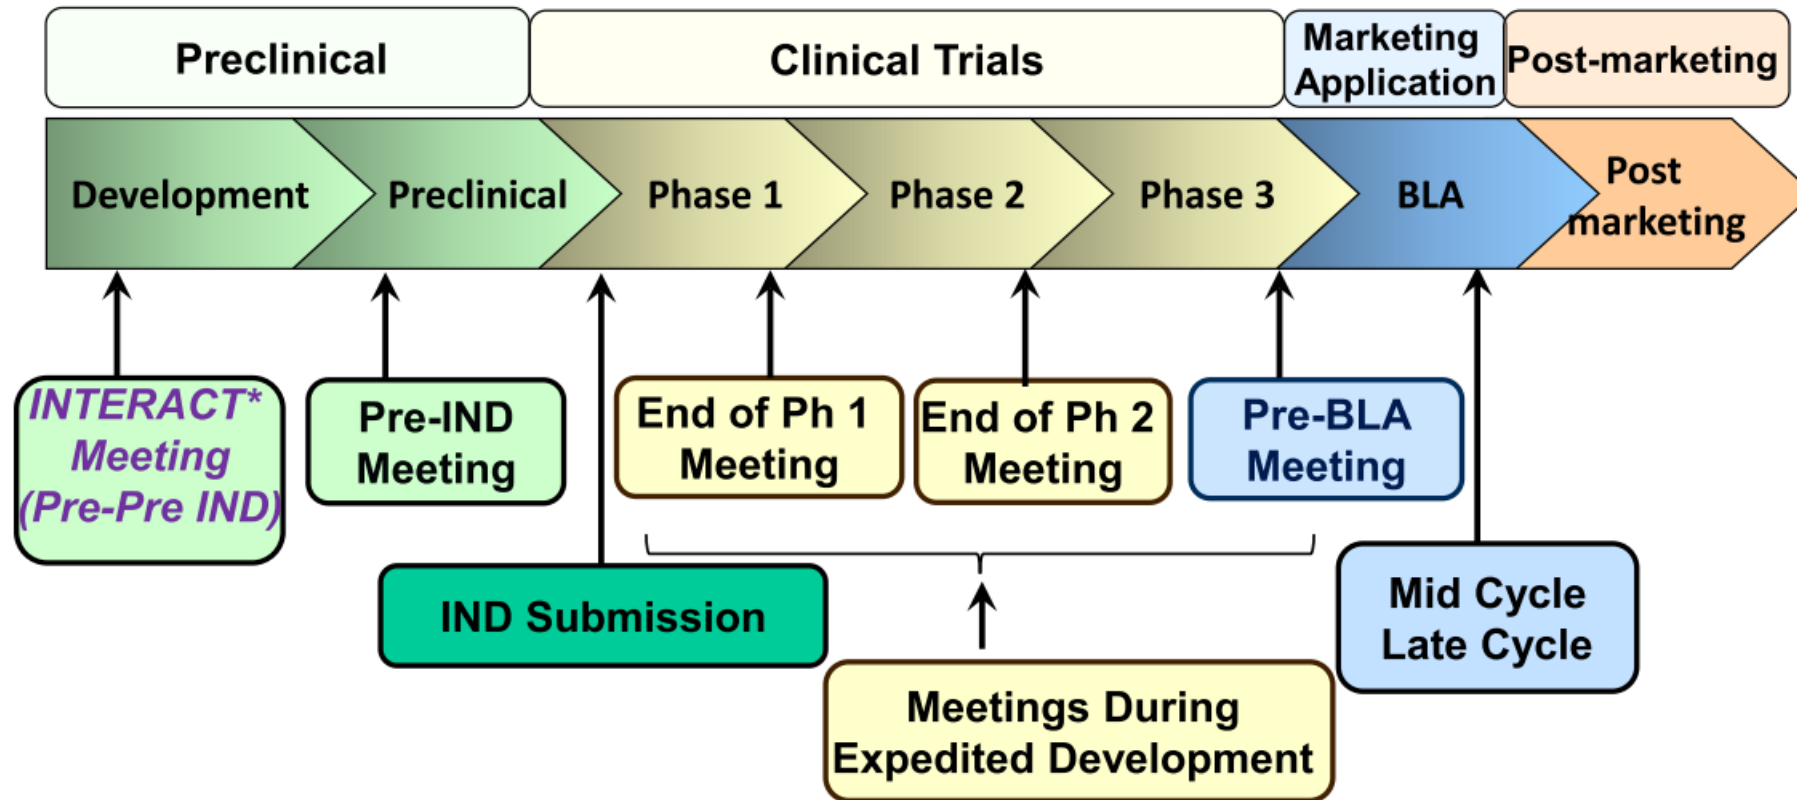 Preclinical
Clinical Trials
Marketing
Application
Post-marketing
Development
Preclinical
Phase 1
Phase 2
Phase 3
BLA
Post
marketing
INTERACT*
Meeting
(Pre-Pre IND)
Pre-IND
Meeting
End of Ph 1
Meeting
End of Ph 2
Meeting
Pre-BLA
Meeting
IND Submission
Mid Cycle
Late Cycle
Meetings During
Expedited Development